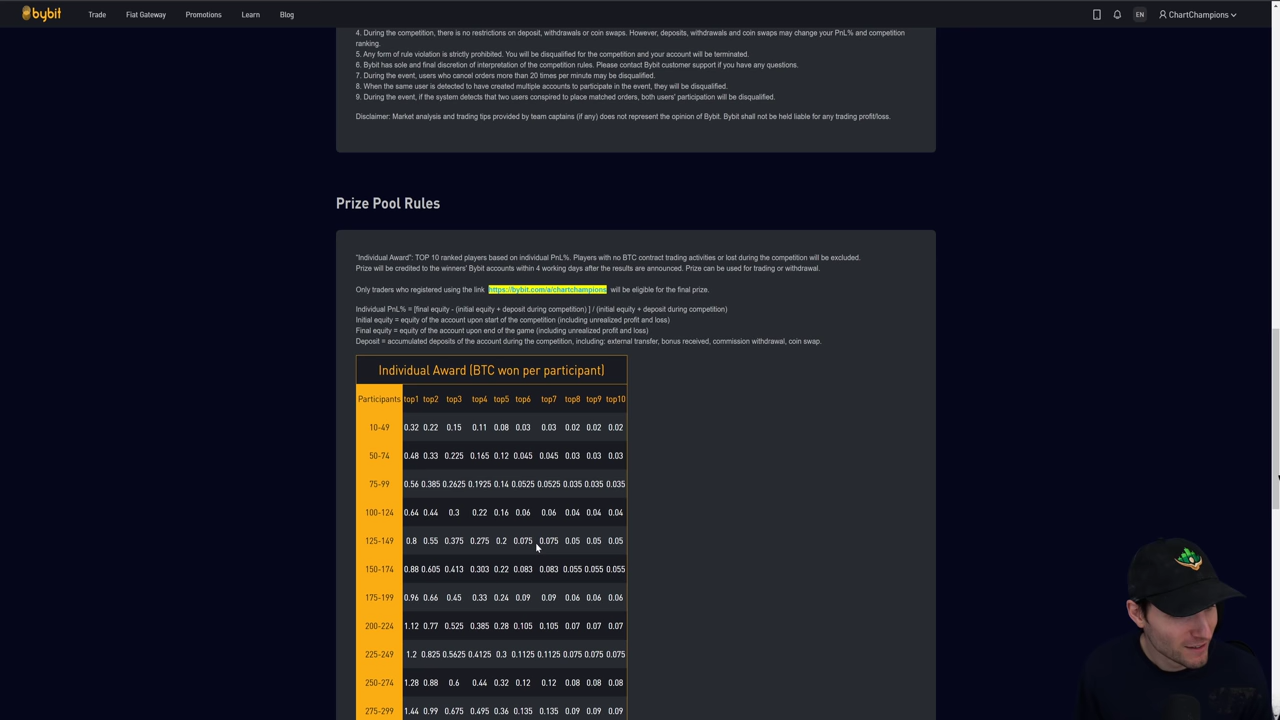 bybit Trade Fiat Gateway Promotions Learn Blog EN ChartChampions
4. During the competition, there is no restrictions on deposit, withdrawals or coin swaps. However, deposits, withdrawals and coin swaps may change your PnL% and competition
ranking.
5. Any form of rule violation is strictly prohibited. You will be disqualified for the competition and your account will be terminated.
6. Bybit has sole and final discretion of interpretation of the competition rules. Please contact Bybit customer support if you have any questions.
7. During the event, users who cancel orders more than 20 times per minute may be disqualified.
8. When the same user is detected to have created multiple accounts to participate in the event, they will be disqualified.
9. During the event, if the system detects that two users conspired to place matched orders, both users' participation will be disqualified.
Disclaimer: Market analysis and trading tips provided by team captains (if any) does not represent the opinion of Bybit. Bybit shall not be held liable for any trading profit/loss.
Prize Pool Rules
"Individual Award": TOP 10 ranked players based on individual PnL%. Players with no BTC contract trading activities or lost during the competition will be excluded.
Prize will be credited to the winners' Bybit accounts within 4 working days after the results are announced. Prize can be used for trading or withdrawal.
Only traders who registered using the link https://bybit.com/a/chartchampions will be eligible for the final prize.
Individual PnL% = [final equity - (initial equity + deposit during competition) ] / (initial equity + deposit during competition)
Initial equity = equity of the account upon start of the competition (including unrealized profit and loss)
Final equity = equity of the account upon end of the game (including unrealized profit and loss)
Deposit = accumulated deposits of the account during the competition, including: external transfer, bonus received, commission withdrawal, coin swap.
Individual Award (BTC won per participant)
Participants top1 top2 top3 top4 top5 top6 top7 top8 top9 top10
10-49 0.32 0.22 0.15 0.11 0.08 0.03 0.03 0.02 0.02 0.02
50-74 0.48 0.33 0.225 0.165 0.12 0.045 0.045 0.03 0.03 0.03
75-99 0.56 0.385 0.2625 0.1925 0.14 0.0525 0.0525 0.035 0.035 0.035
100-124 0.64 0.44 0.3 0.22 0.16 0.06 0.06 0.04 0.04 0.04
125-149 0.8 0.55 0.375 0.275 0.2 0.075 0.075 0.05 0.05 0.05
150-174 0.88 0.605 0.413 0.303 0.22 0.083 0.083 0.055 0.055 0.055
175-199 0.96 0.66 0.45 0.33 0.24 0.09 0.09 0.06 0.06 0.06
200-224 1.12 0.77 0.525 0.385 0.28 0.105 0.105 0.07 0.07 0.07
225-249 1.2 0.825 0.5625 0.4125 0.3 0.1125 0.1125 0.075 0.075 0.075
250-274 1.28 0.88 0.6 0.44 0.32 0.12 0.12 0.08 0.08 0.08
275-299 1.44 0.99 0.675 0.495 0.36 0.135 0.135 0.09 0.09 0.09